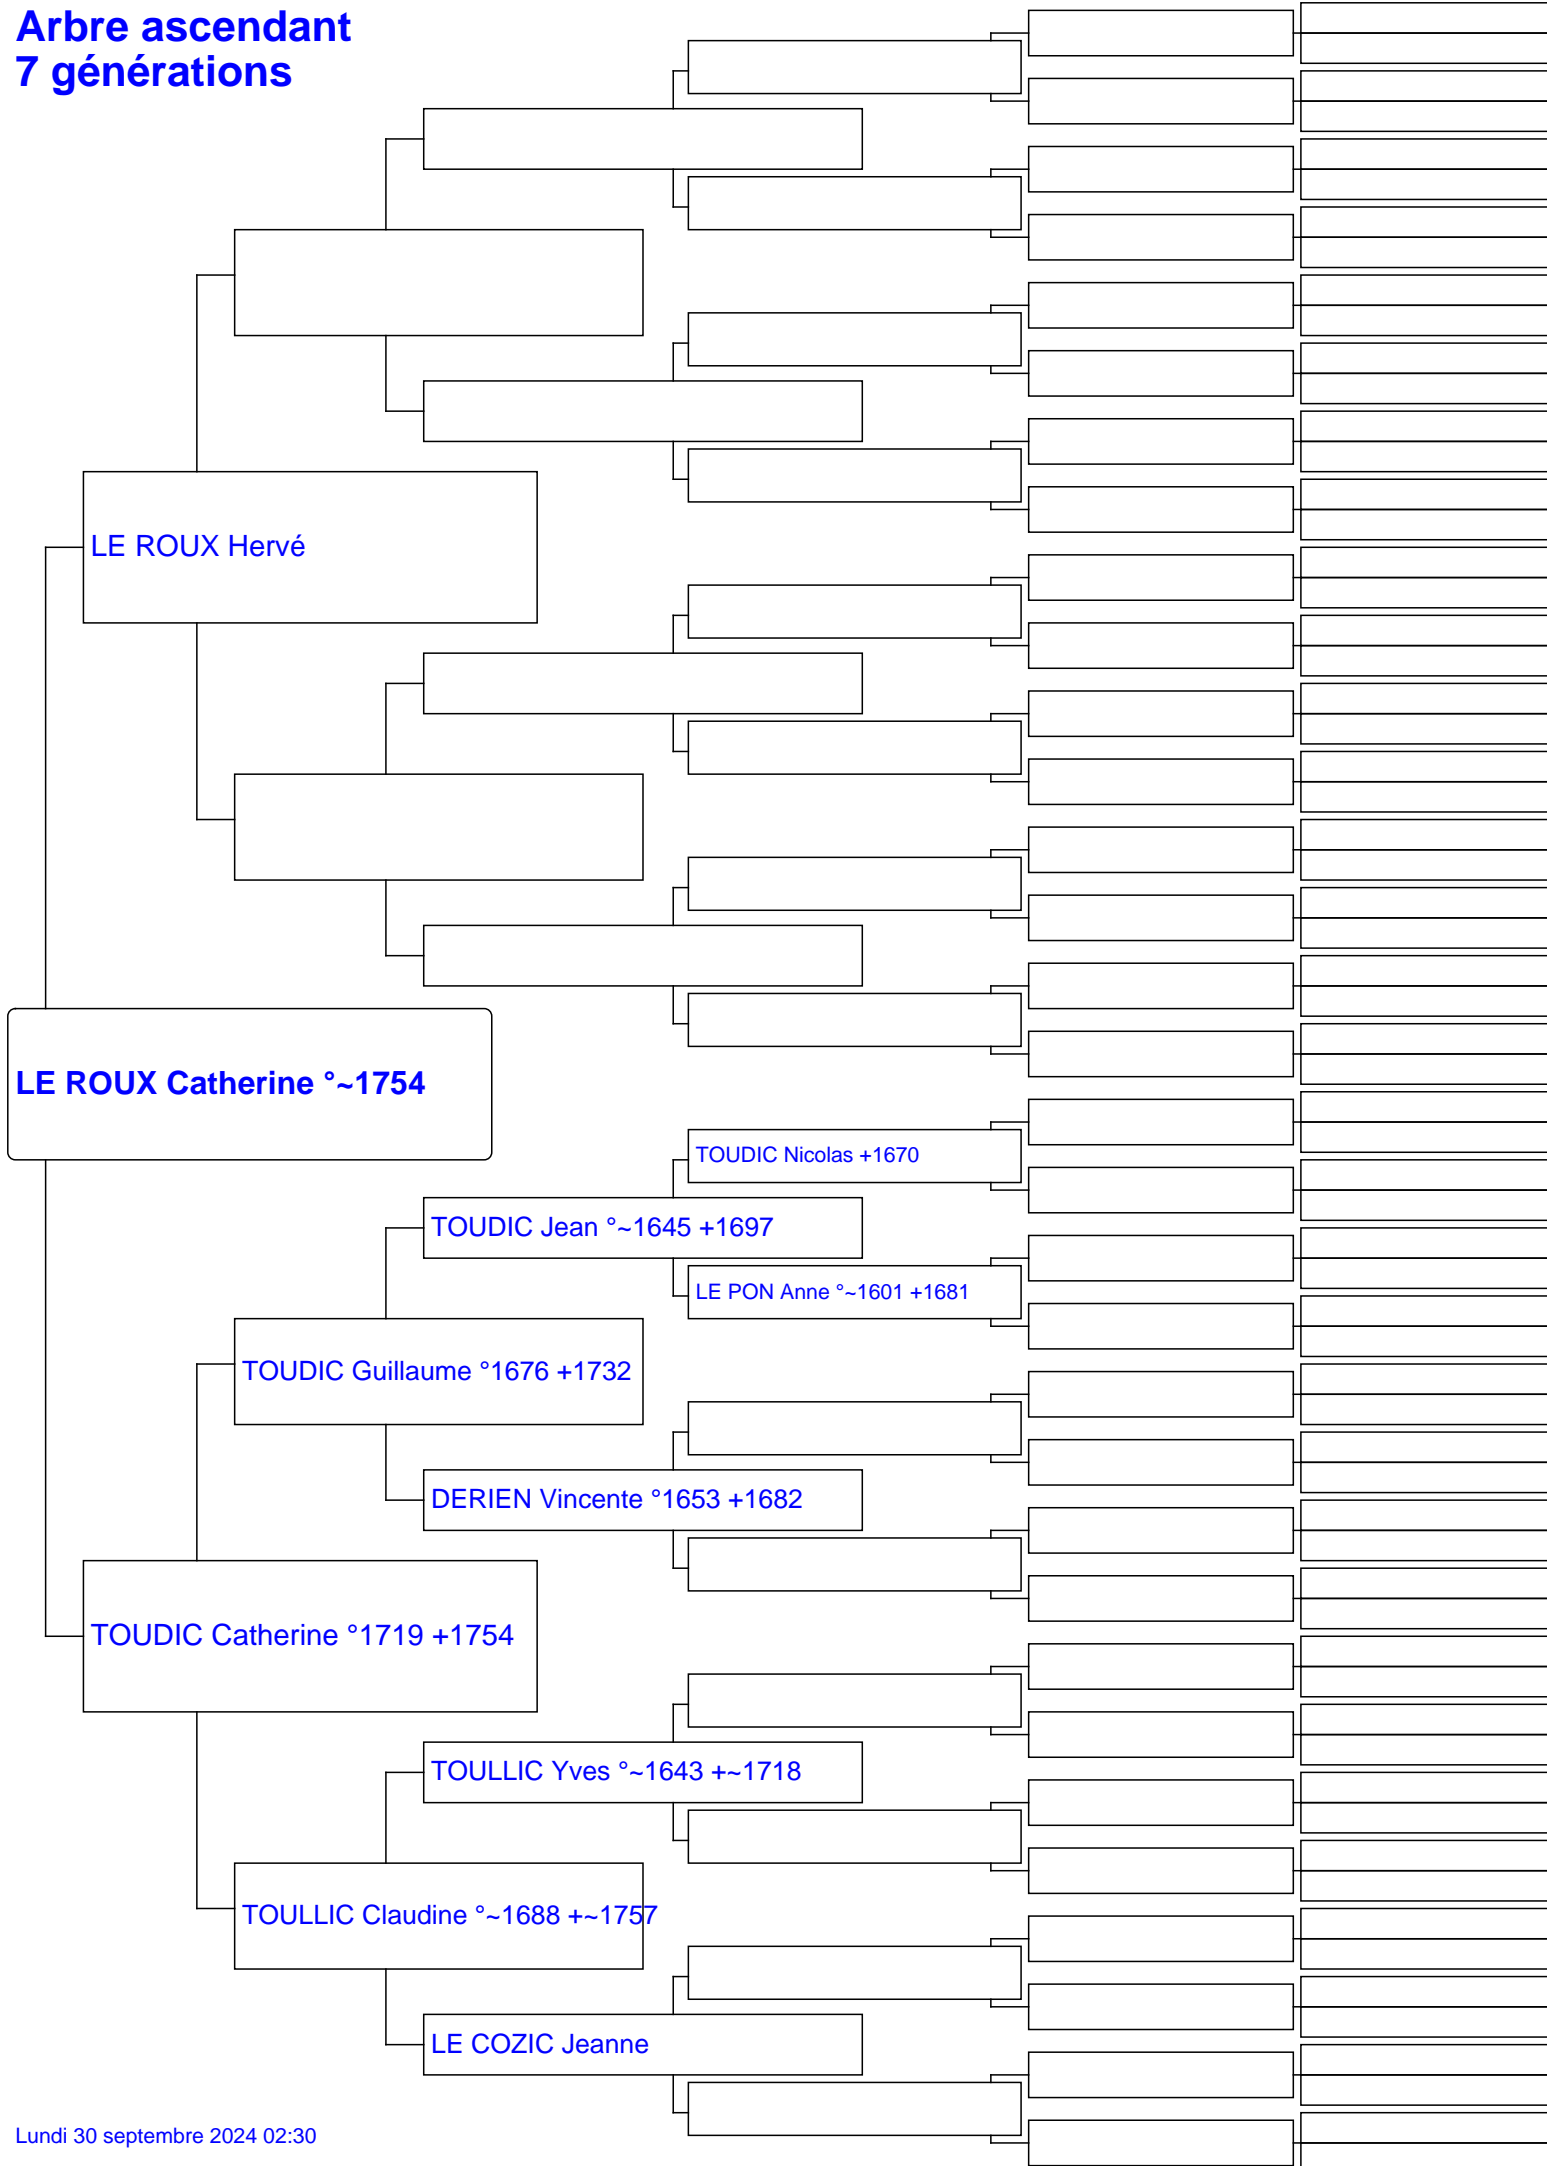 Arbre ascendant
7 générations
LE ROUX Hervé
LE ROUX Catherine °~1754
TOUDIC Nicolas +1670
TOUDIC Jean °~1645 +1697
LE PON Anne °~1601 +1681
TOUDIC Guillaume °1676 +1732
DERIEN Vincente °1653 +1682
TOUDIC Catherine °1719 +1754
TOULLIC Yves °~1643 +~1718
TOULLIC Claudine °~1688 +~1757
LE COZIC Jeanne
Lundi 30 septembre 2024 02:30